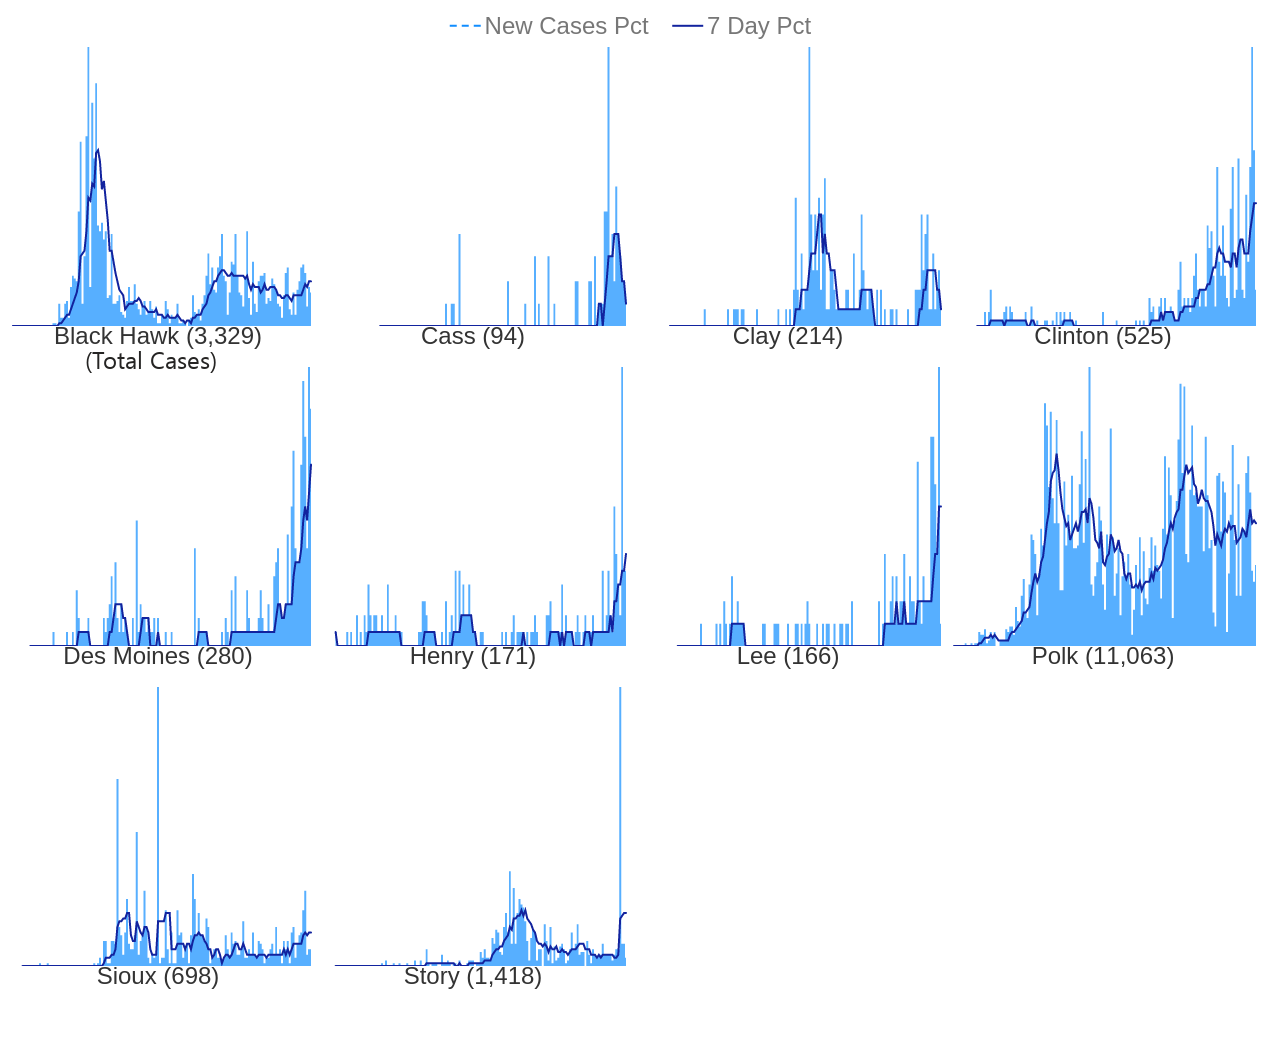 New Cases Pct 7 Day Pct
Black Hawk (3,329) Cass (94) Clay (214) Clinton (525)
(Total Cases)
Des Moines (280) Henry (171) Lee (166) Polk (11,063)
Sioux (698) Story (1,418)